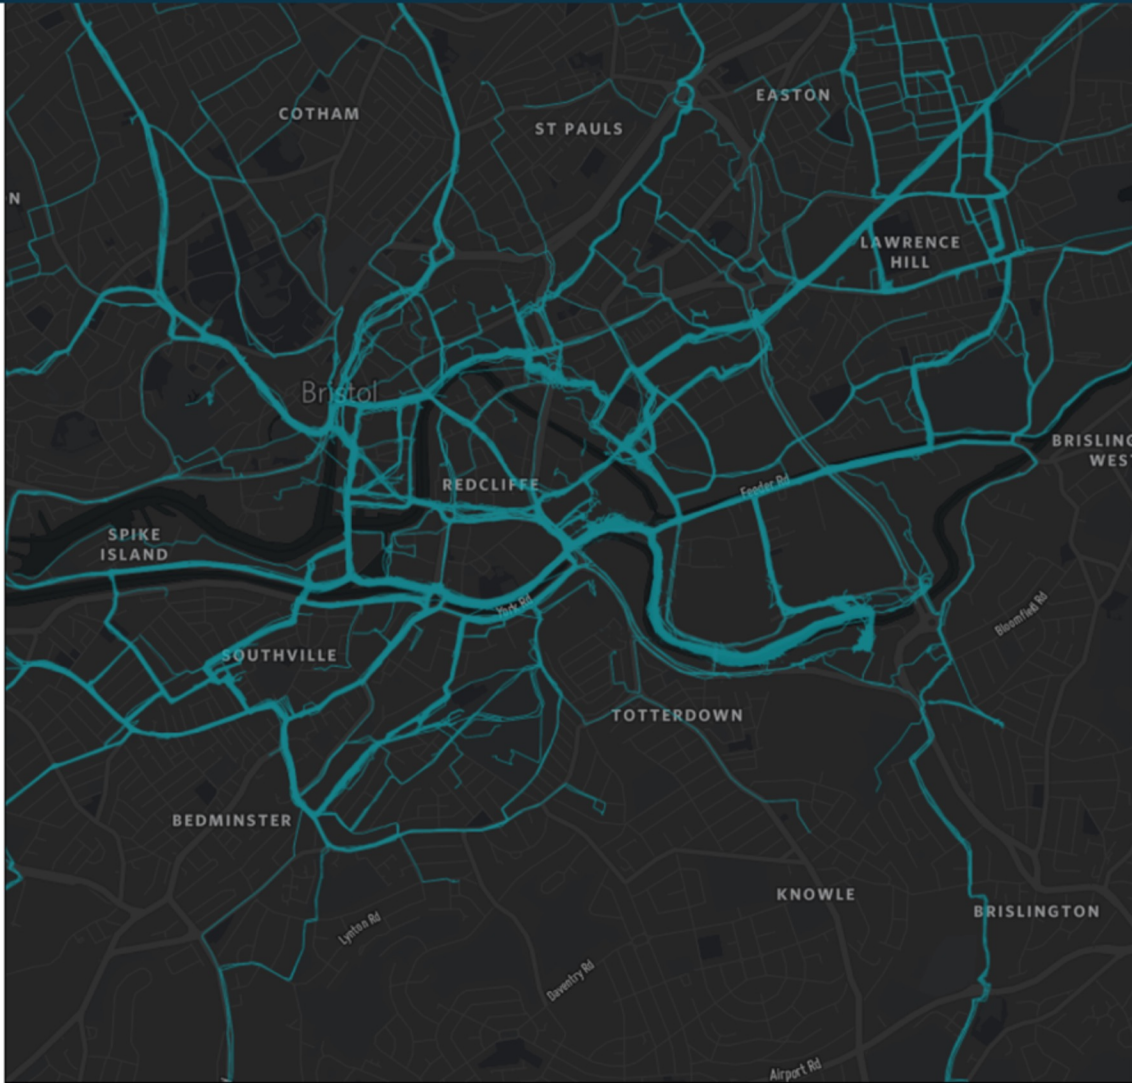 COTHAM
EASTON
ST PAULS
N
LAWRENCE
HILL
Bristol
BRISLING
WES
REDCLIFFE
Feeder Rd
SPIKE
ISLAND
York Rd
Bloomfield Rd
SOUTHVILLE
TOTTERDOWN
BEDMINSTER
KNOWLE
BRISLINGTON
Lynton Rd
Daventry Rd
Airport Rd